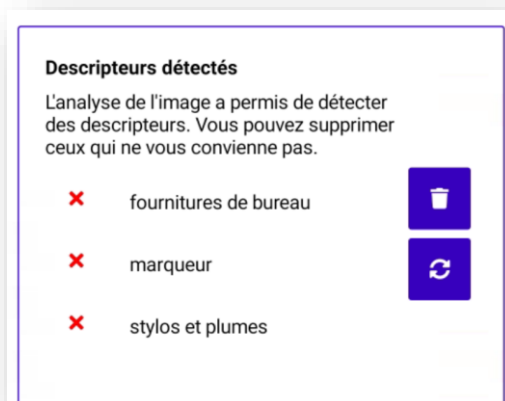 Descripteurs détectés
L'analyse de l'image a permis de détecter
des descripteurs. Vous pouvez supprimer
ceux qui ne vous convienne pas.
fournitures de bureau
marqueur
stylos et plumes